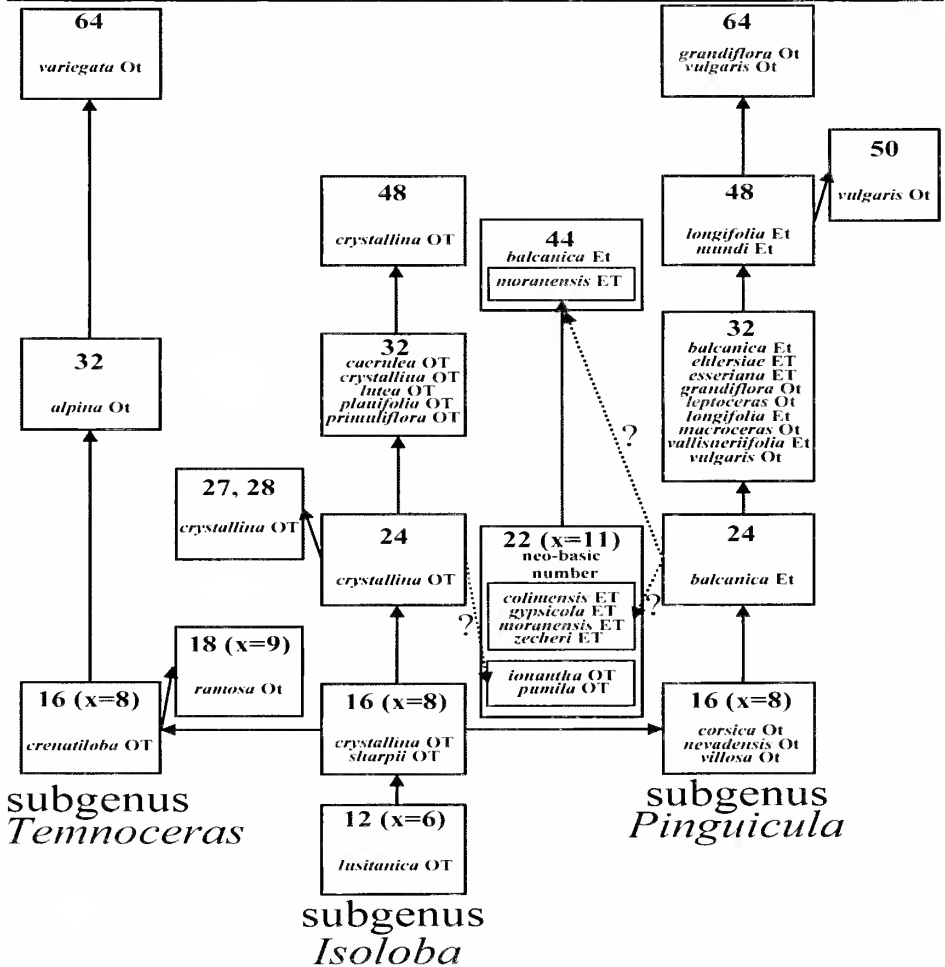 64
variegata Ot
32
alpina Ot
16 (x=8)
crenatiloba OT
18 (x=9)
ramosa Ot
subgenus
Temnoceras
48
crystallina OT
32
caerulea OT
crystallina OT
lutea OT
planifolia OT
primuliflora OT
27, 28
crystallina OT
24
crystallina OT
?
16 (x=8)
crystallina OT
sharpii OT
12 (x=6)
lusitanica OT
subgenus
Isoloba
44
balcanica Et
moranensis ET
?
22 (x=11)
neo-basic
number
colimensis ET
gypsicola ET
moranensis ET
zecheri ET
ionantha OT
pumila OT
?
64
grandiflora Ot
vulgaris Ot
50
vulgaris Ot
48
longifolia Et
mundi Et
32
balcanica Et
ehlersiae ET
esseriana ET
grandiflora Ot
leptoceras Ot
longifolia Et
macroceras Ot
vallisneriifolia Et
vulgaris Ot
24
balcanica Et
16 (x=8)
corsica Ot
nevadensis Ot
villosa Ot
subgenus
Pinguicula